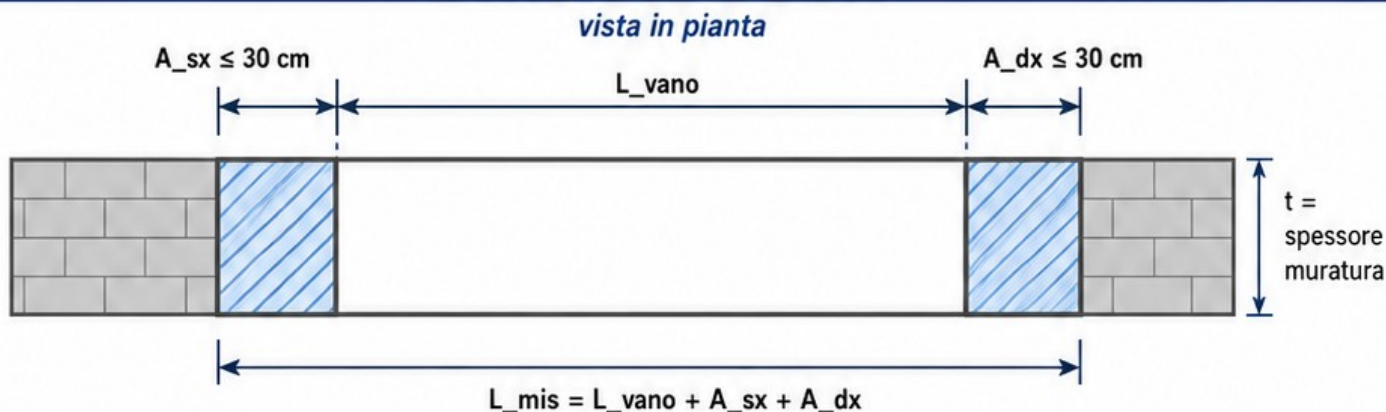 vista in pianta
A_sx ≤ 30 cm
L_vano
A_dx ≤ 30 cm
t =
spessore
muratura
L_mis = L_vano + A_sx + A_dx